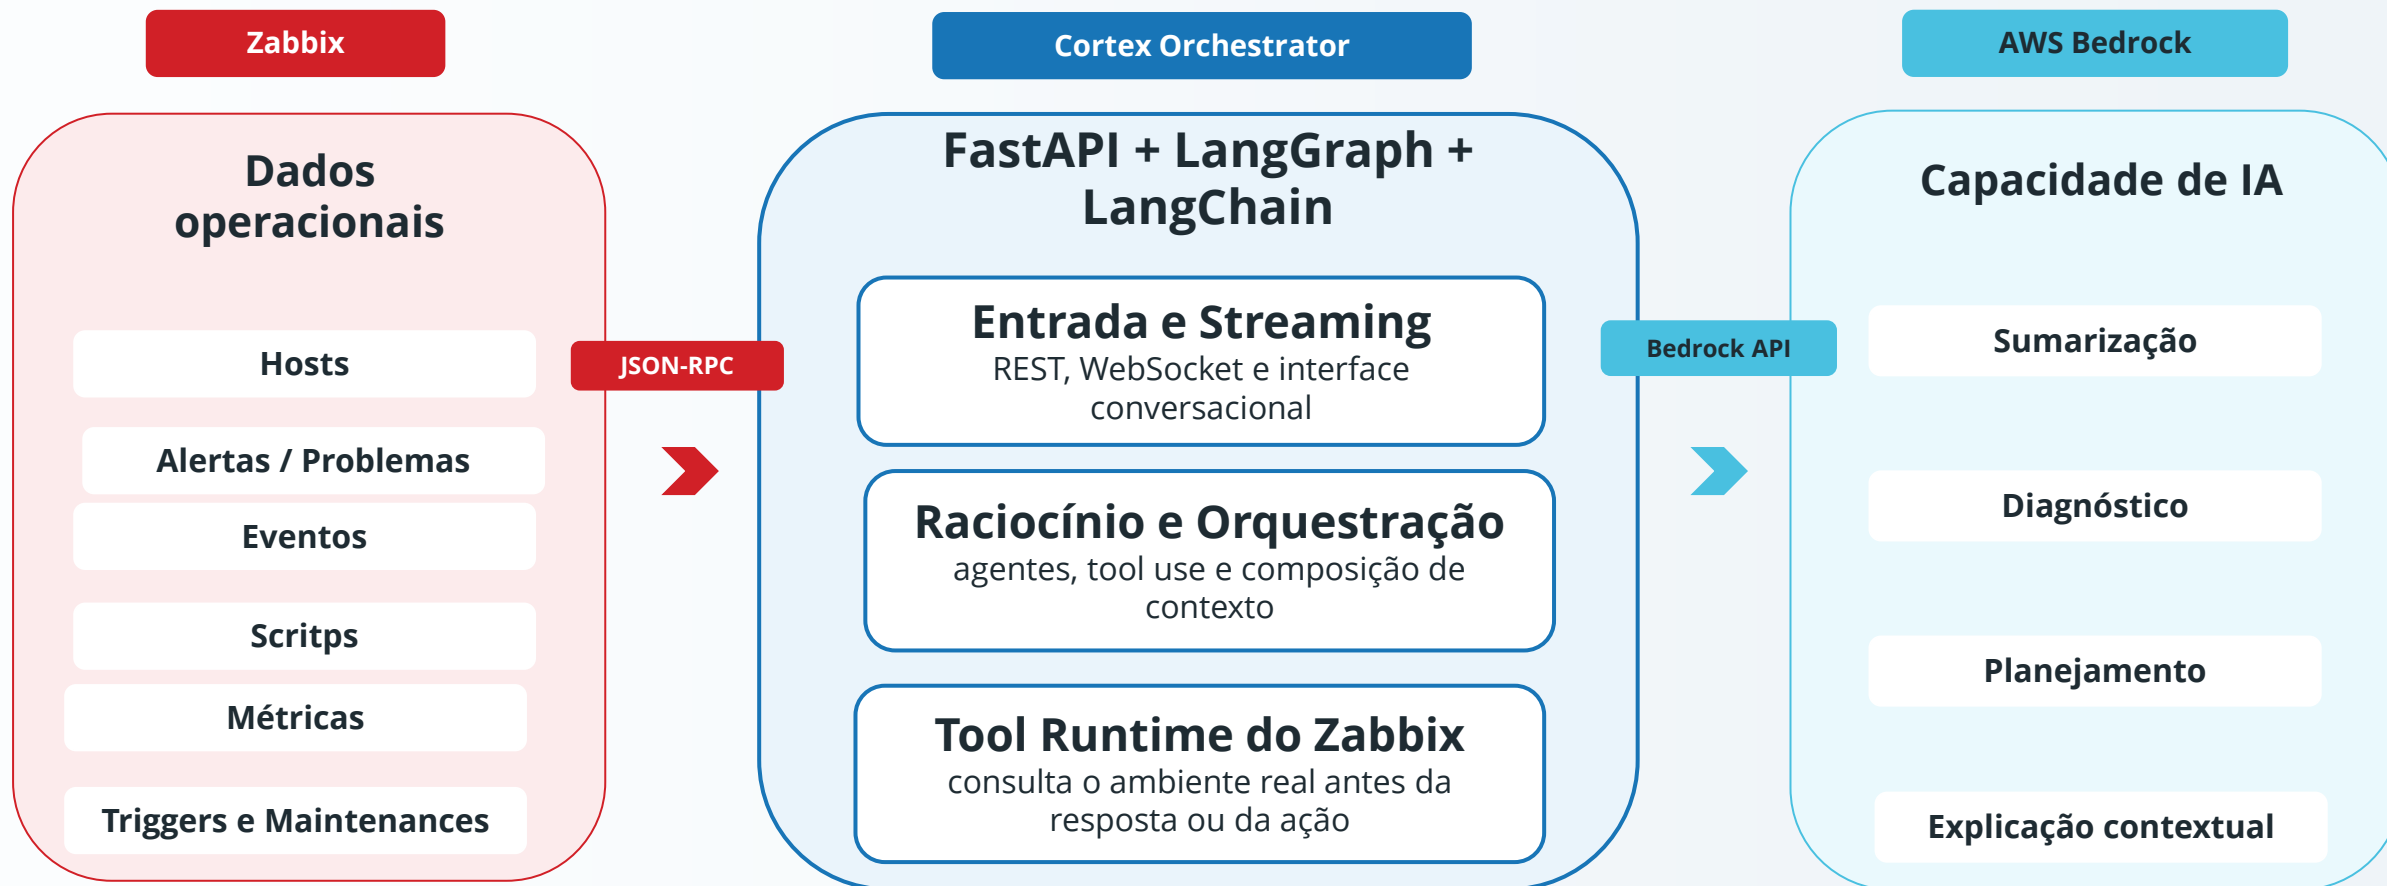 Zabbix
Dados
operacionais
Hosts
Alertas / Problemas
Eventos
Scritps
Métricas
Triggers e Maintenances
JSON-RPC
Cortex Orchestrator
FastAPI + LangGraph +
LangChain
Entrada e Streaming
REST, WebSocket e interface
conversacional
Raciocínio e Orquestração
agentes, tool use e composição de
contexto
Tool Runtime do Zabbix
consulta o ambiente real antes da
resposta ou da ação
Bedrock API
AWS Bedrock
Capacidade de IA
Sumarização
Diagnóstico
Planejamento
Explicação contextual